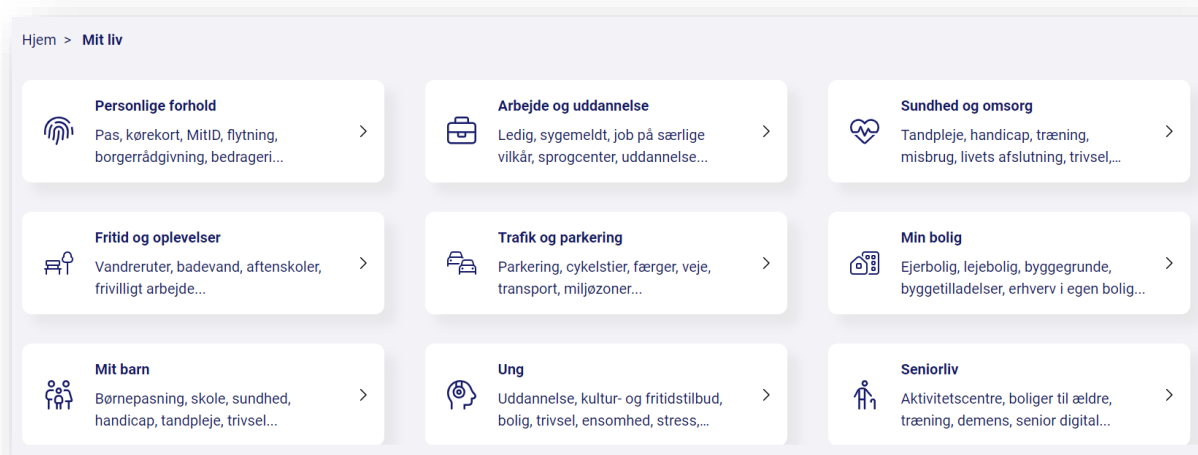 Hjem > Mit liv
Personlige forhold
Pas, kørekort, MitID, flytning,
borgerrådgivning, bedrageri...
Arbejde og uddannelse
Ledig, sygemeldt, job på særlige
vilkår, sprogcenter, uddannelse...
Sundhed og omsorg
Tandpleje, handicap, træning,
misbrug, livets afslutning, trivsel,...
Fritid og oplevelser
Vandreruter, badevand, aftenskoler,
frivilligt arbejde...
Trafik og parkering
Parkering, cykelstier, færger, veje,
transport, miljøzoner...
Min bolig
Ejerbolig, lejebolig, byggegrunde,
byggetilladelser, erhverv i egen bolig...
Mit barn
Børnepasning, skole, sundhed,
handicap, tandpleje, trivsel...
Ung
Uddannelse, kultur- og fritidstilbud,
bolig, trivsel, ensomhed, stress,...
Seniorliv
Aktivitetscentre, boliger til ældre,
træning, demens, senior digital...